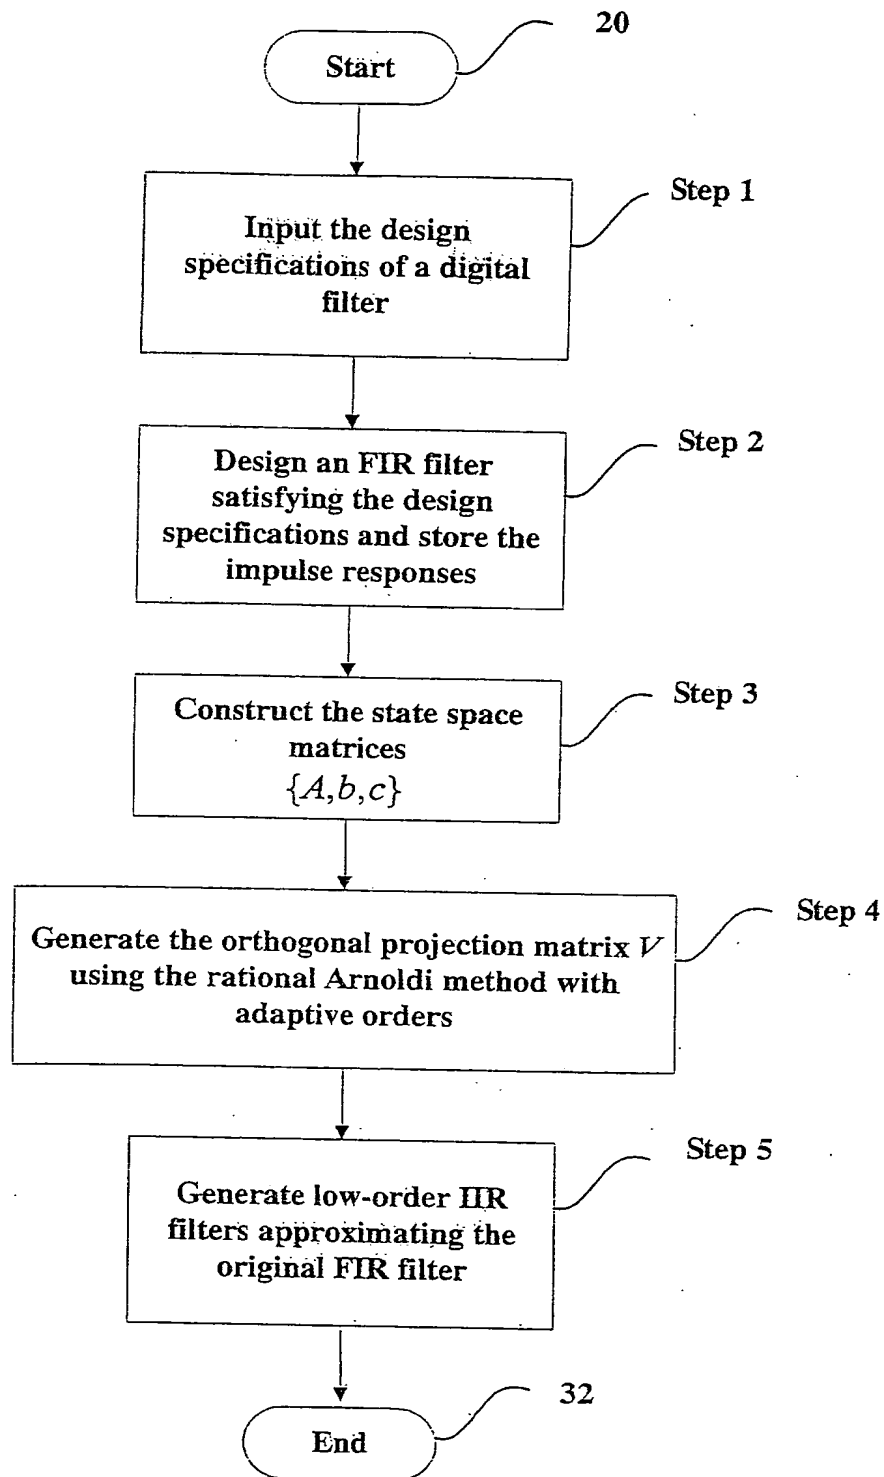 20
Start
Step 1
Input the design
specifications of a digital
filter
Step 2
Design an FIR filter
satisfying the design
specifications and store the
impulse responses
Step 3
Construct the state space
matrices
{A,b,c}
Step 4
Generate the orthogonal projection matrix V
using the rational Arnoldi method with
adaptive orders
Step 5
Generate low-order IIR
filters approximating the
original FIR filter
32
End